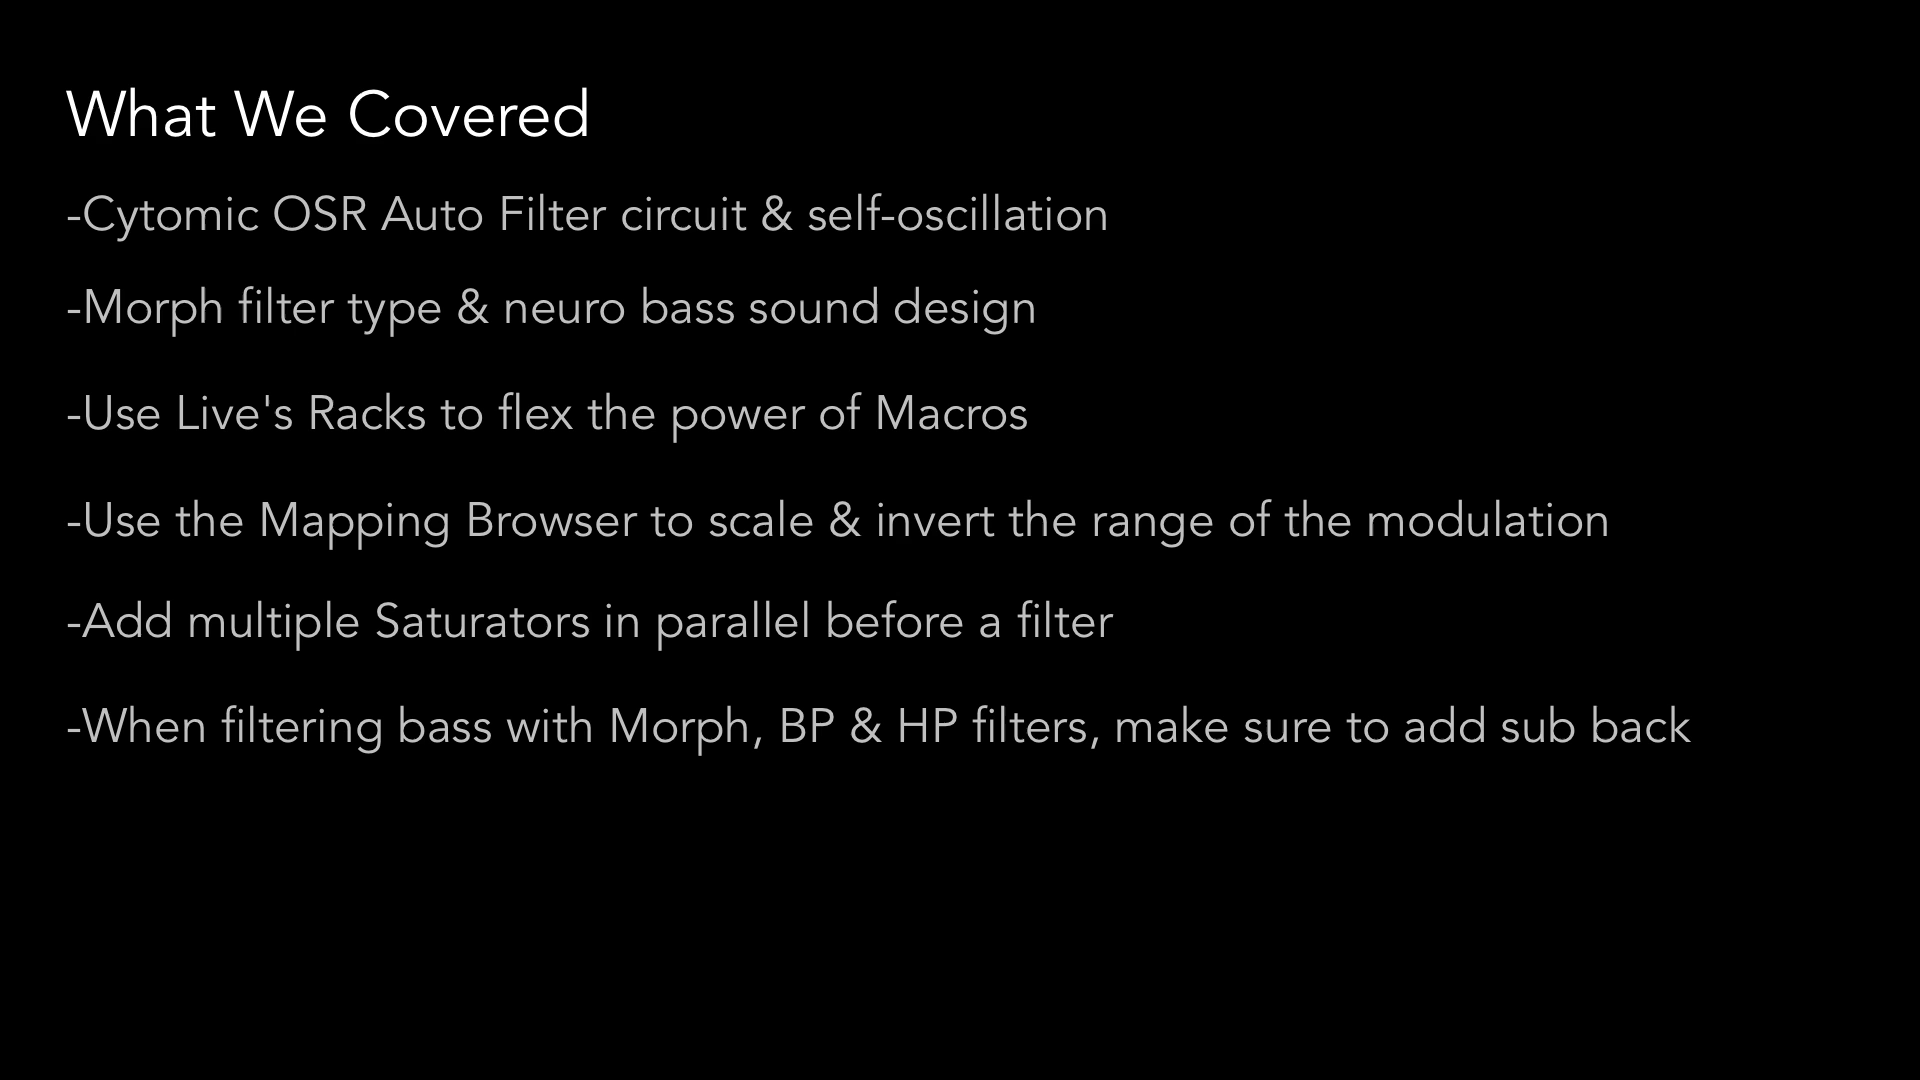 What We Covered
-Cytomic OSR Auto Filter circuit & self-oscillation
-Morph filter type & neuro bass sound design
-Use Live's Racks to flex the power of Macros
-Use the Mapping Browser to scale & invert the range of the modulation
-Add multiple Saturators in parallel before a filter
-When filtering bass with Morph, BP & HP filters, make sure to add sub back